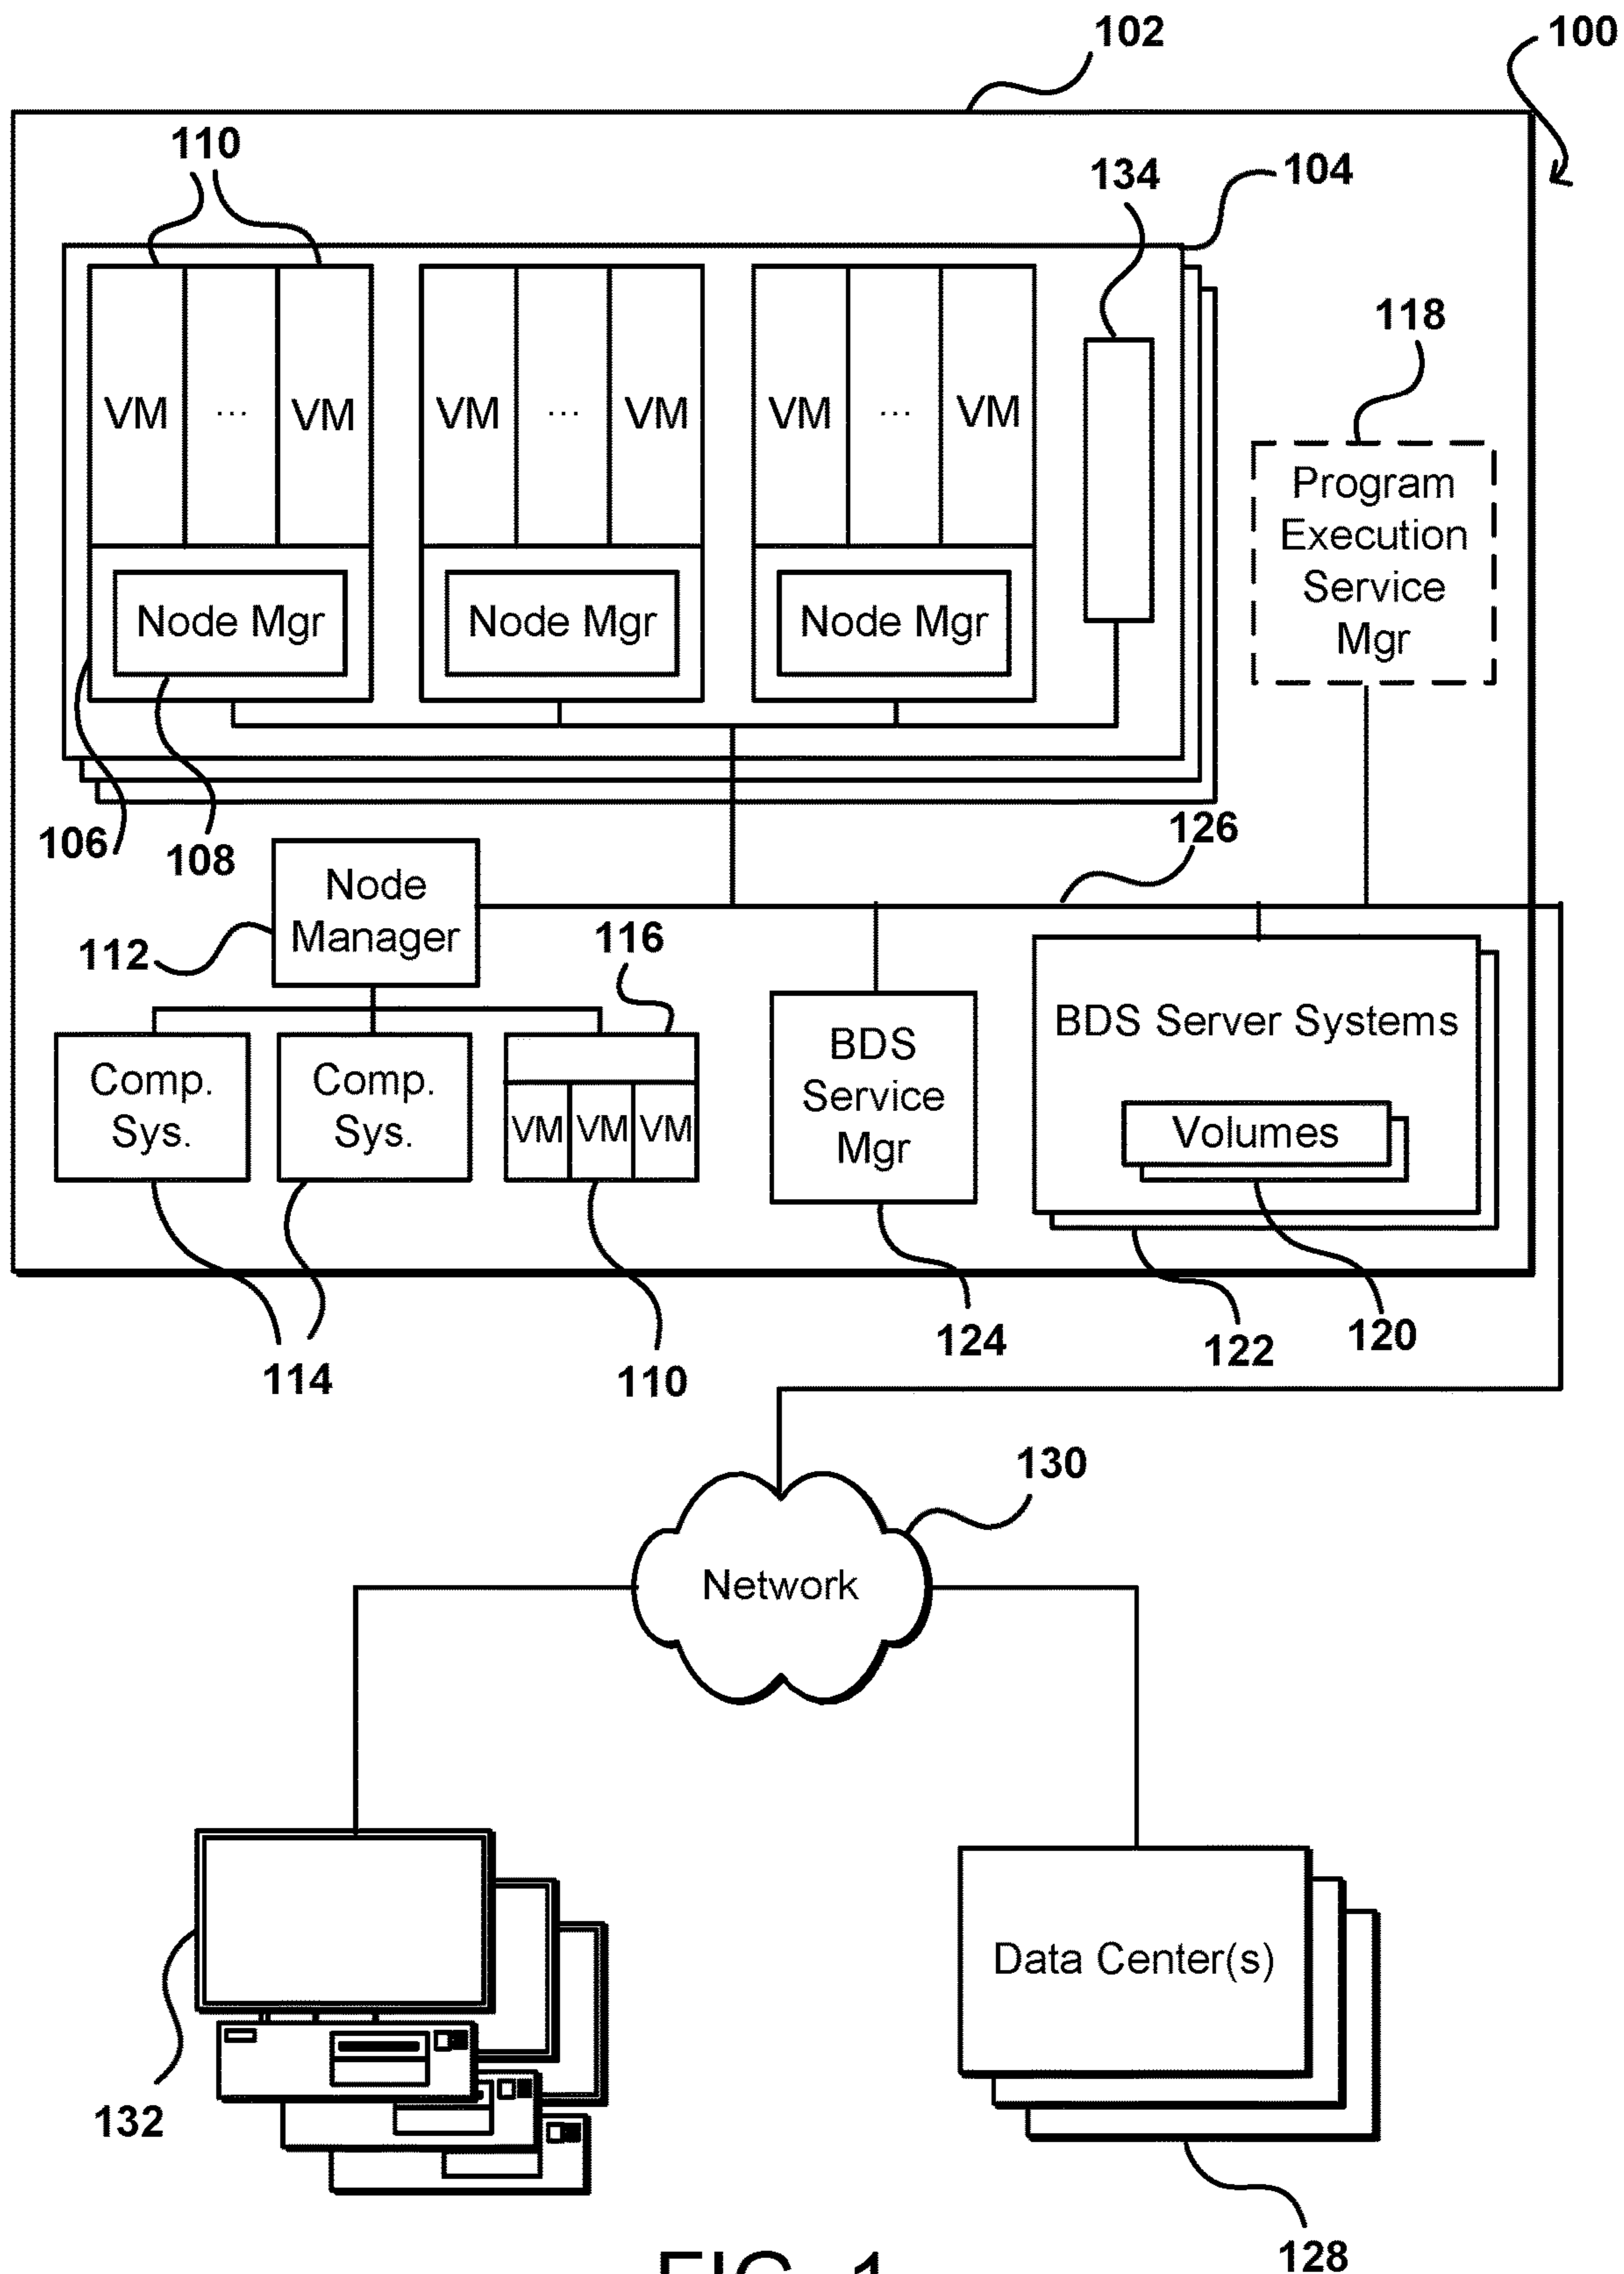 102
100
110
134
104
118
VM ... VM
VM ... VM
VM ... VM
Program
Execution
Service
Mgr
Node Mgr
Node Mgr
Node Mgr
106
108
126
Node
Manager
112
116
BDS Server Systems
Comp.
Sys.
Comp.
Sys.
VM VM VM
BDS
Service
Mgr
Volumes
114
110
124
122
120
130
Network
Data Center(s)
132
128
FIG. 1